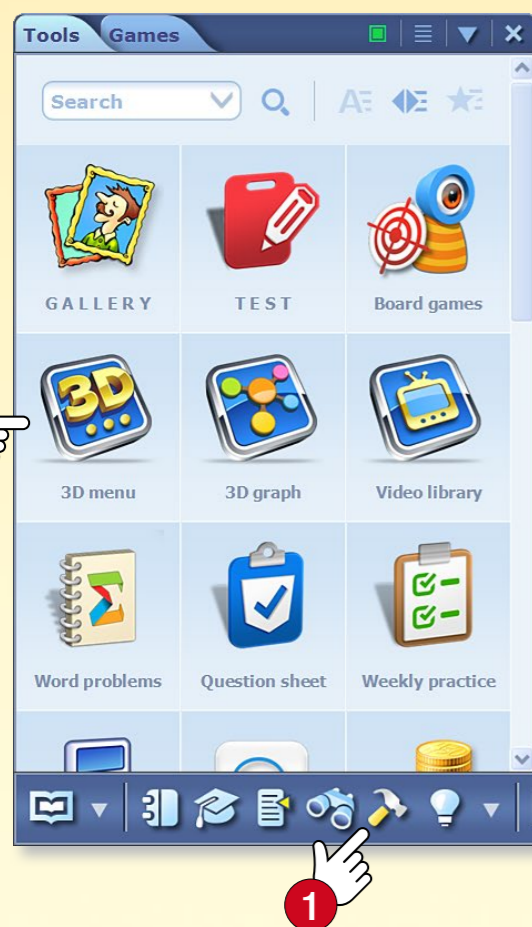 Tools Games
Search
GALLERY TEST Board games
3D
3D menu 3D graph Video library
Word problems Question sheet Weekly practice
1